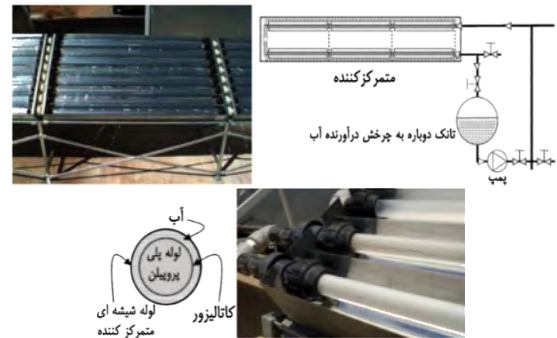 متمرکزکننده
تانک دوباره به چرخش درآورنده آب
پمپ
آب
لوله پلی
پروپیلن
لوله شیشه ای
متمرکز کننده
کاتالیزور